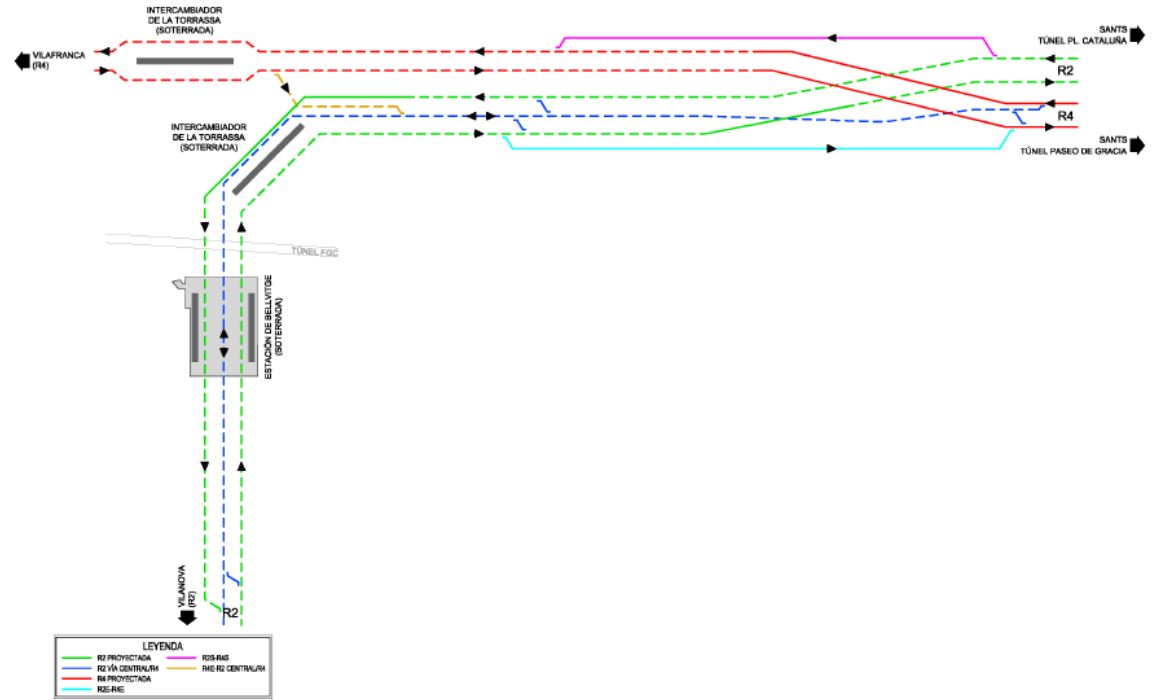 INTERCAMBIADOR
DE LA TORRASSA
(SOTERRADA)
VILAFRANCA
(R4)
SANTS
TÚNEL PL. CATALUÑA
R2
R4
SANTS
TÚNEL PASEO DE GRACIA
INTERCAMBIADOR
DE LA TORRASSA
(SOTERRADA)
TÚNEL FGC
ESTACIÓN DE BELLVITGE
(SOTERRADA)
VILANOVA
(R2)
R2
LEYENDA
R2 PROYECTADA
R2 VÍA CENTRAL/R4
R4 PROYECTADA
R2E-R4E
R2S-R4S
R4E-R2 CENTRAL/R4